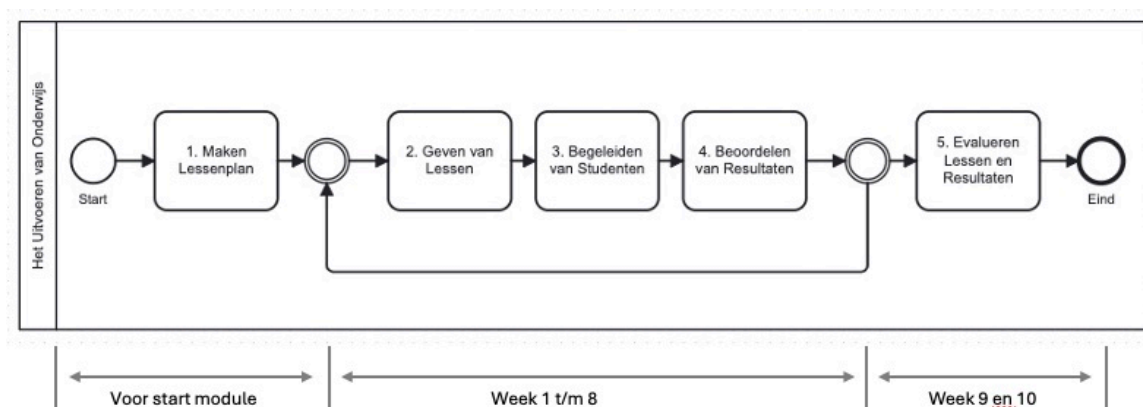 Het Uitvoeren van Onderwijs
Start
1. Maken
Lessenplan
2. Geven van
Lessen
3. Begeleiden
van Studenten
4. Beoordelen
van Resultaten
5. Evalueren
Lessen en
Resultaten
Eind
Voor start module
Week 1 t/m 8
Week 9 en 10